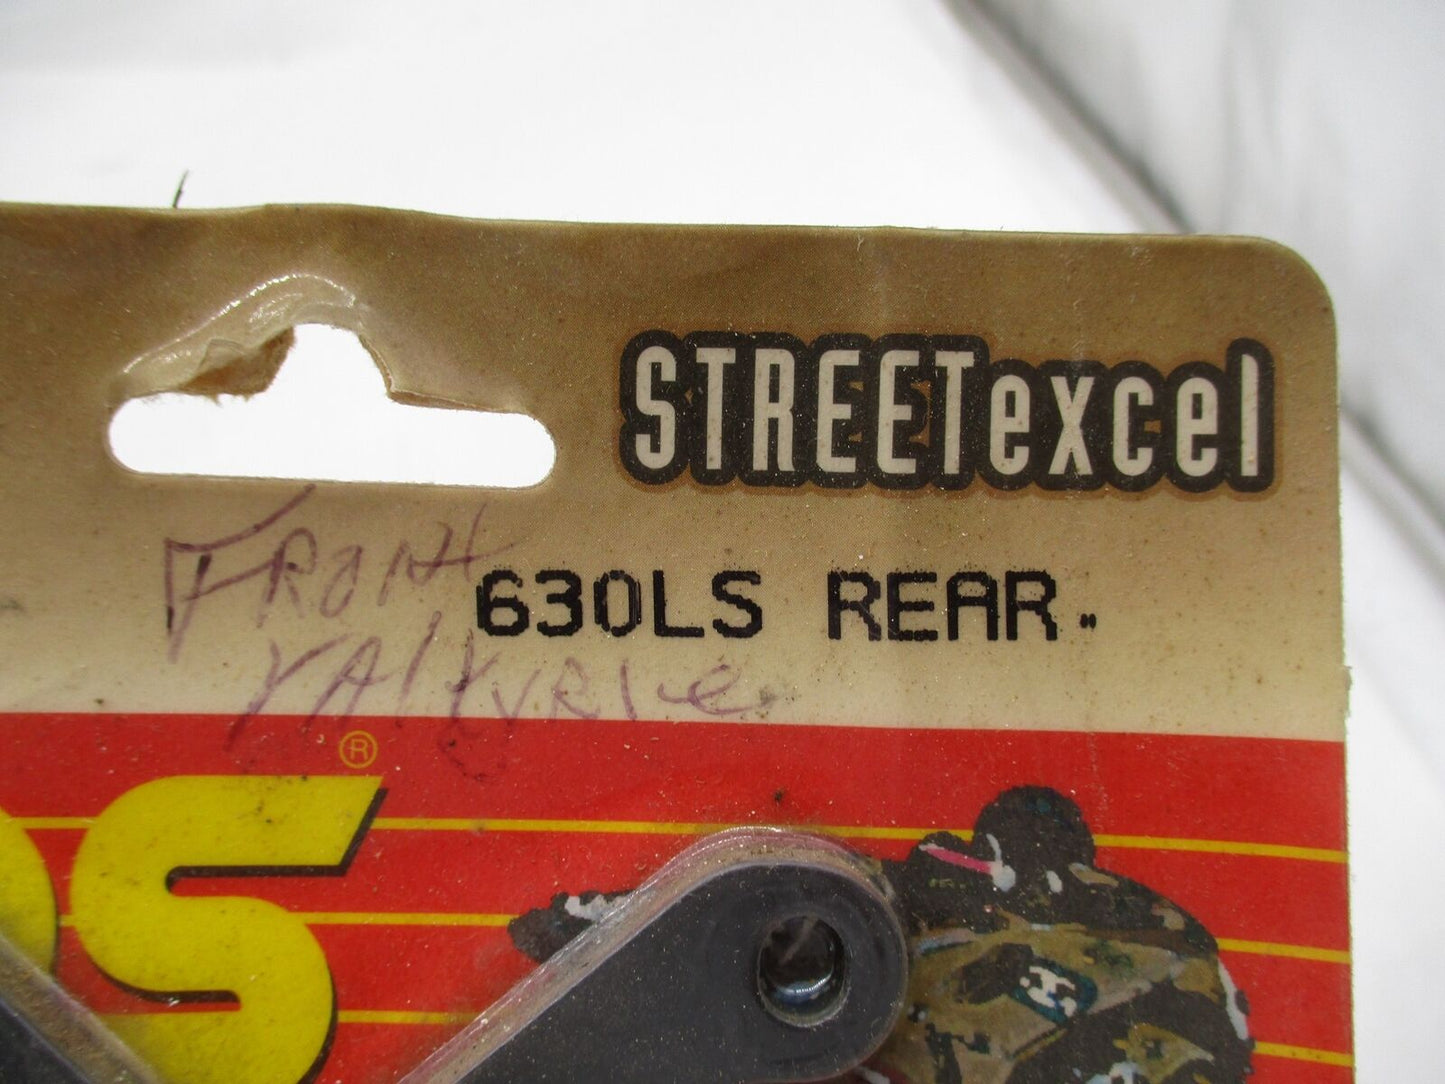 STREETexcel
FRONT
630LS REAR.
VALKYRIE
®
S